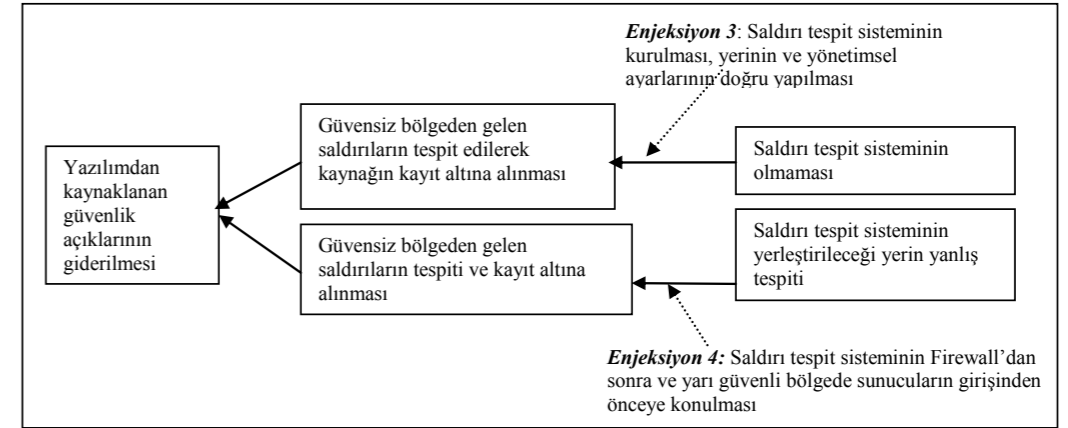 Enjeksiyon 3: Saldırı tespit sisteminin
kurulması, yerinin ve yönetimsel
ayarlarının doğru yapılması
Güvensiz bölgeden gelen
saldırıların tespit edilerek
kaynağın kayıt altına alınması
Saldırı tespit sisteminin
olmaması
Yazılımdan
kaynaklanan
güvenlik
açıklarının
giderilmesi
Güvensiz bölgeden gelen
saldırıların tespiti ve kayıt altına
alınması
Saldırı tespit sisteminin
yerleştirileceği yerin yanlış
tespiti
Enjeksiyon 4: Saldırı tespit sisteminin Firewall’dan
sonra ve yarı güvenli bölgede sunucuların girişinden
önceye konulması